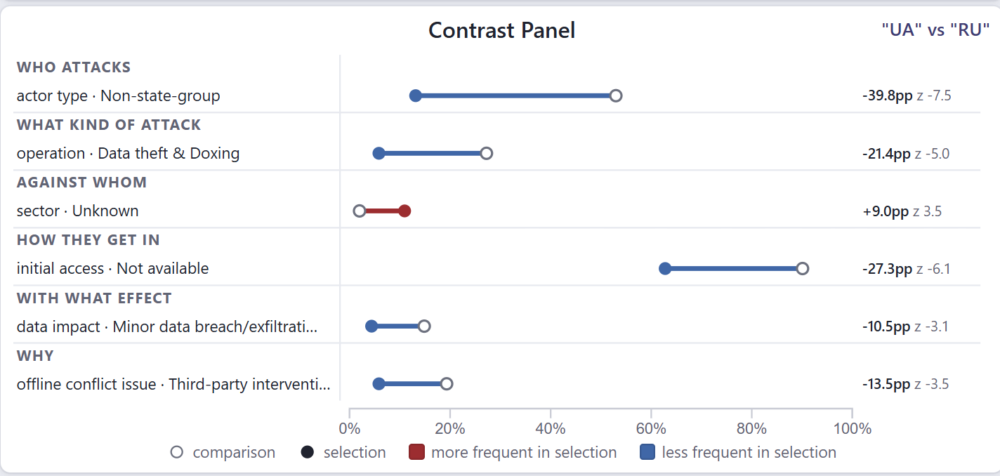 Contrast Panel
"UA" vs "RU"
WHO ATTACKS
actor type · Non-state-group
-39.8pp z -7.5
WHAT KIND OF ATTACK
operation · Data theft & Doxing
-21.4pp z -5.0
AGAINST WHOM
sector · Unknown
+9.0pp z 3.5
HOW THEY GET IN
initial access · Not available
-27.3pp z -6.1
WITH WHAT EFFECT
data impact · Minor data breach/exfiltrati...
-10.5pp z -3.1
WHY
offline conflict issue · Third-party interventi...
-13.5pp z -3.5
0% 20% 40% 60% 80% 100%
comparison selection more frequent in selection less frequent in selection